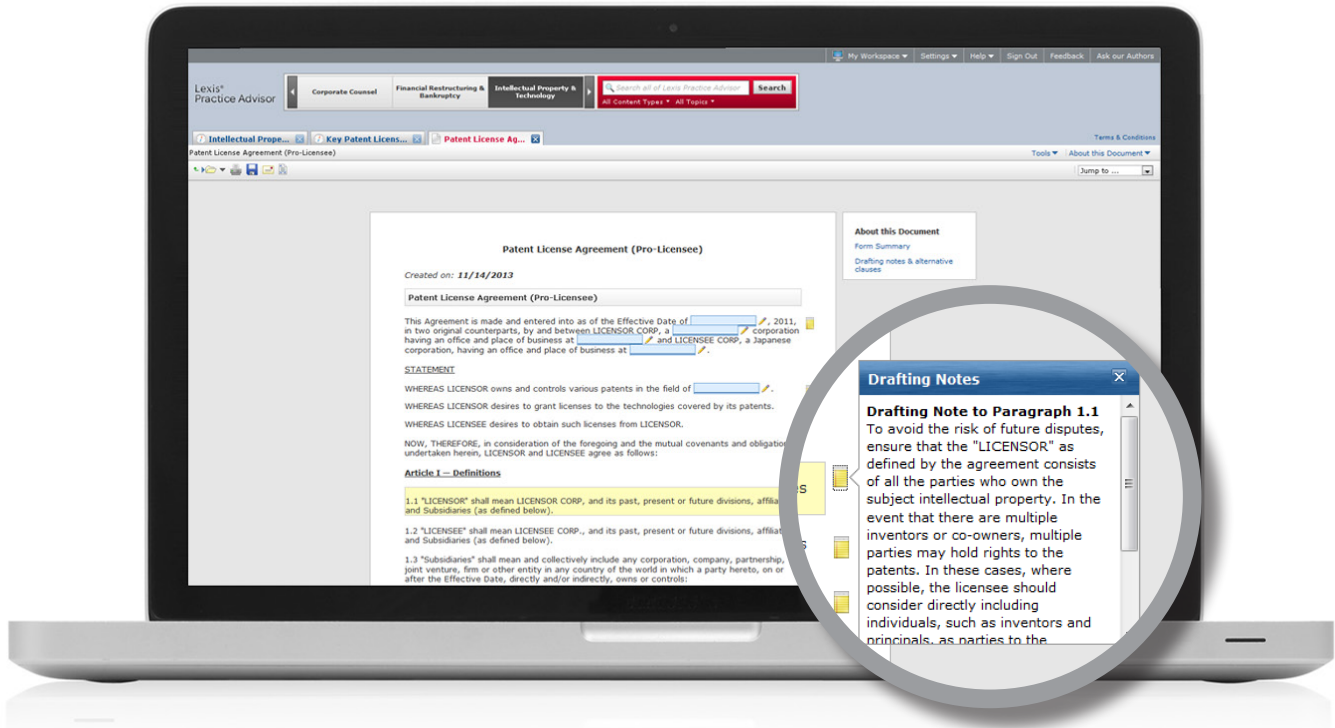 My Workspace Settings Help Sign Out Feedback Ask our Authors
Lexis®
Practice Advisor
Corporate Counsel
Financial Restructuring &
Bankruptcy
Intellectual Property &
Technology
Search all of Lexis Practice Advisor Search
All Content Types All Topics
Intellectual Prope... Key Patent Licens... Patent License Ag...
Terms & Conditions
Patent License Agreement (Pro-Licensee)
Tools About this Document
Jump to ...
Patent License Agreement (Pro-Licensee)
Created on: 11/14/2013
Patent License Agreement (Pro-Licensee)
This Agreement is made and entered into as of the Effective Date of , 2011,
in two original counterparts, by and between LICENSOR CORP, a corporation
having an office and place of business at and LICENSEE CORP, a Japanese
corporation, having an office and place of business at .
STATEMENT
WHEREAS LICENSOR owns and controls various patents in the field of .
WHEREAS LICENSOR desires to grant licenses to the technologies covered by its patents.
WHEREAS LICENSEE desires to obtain such licenses from LICENSOR.
NOW, THEREFORE, in consideration of the foregoing and the mutual covenants and obligation
undertaken herein, LICENSOR and LICENSEE agree as follows:
Article I — Definitions
1.1 "LICENSOR" shall mean LICENSOR CORP, and its past, present or future divisions, affilia
and Subsidiaries (as defined below).
1.2 "LICENSEE" shall mean LICENSEE CORP., and its past, present or future divisions, affiliat
and Subsidiaries (as defined below).
1.3 "Subsidiaries" shall mean and collectively include any corporation, company, partnership,
joint venture, firm or other entity in any country of the world in which a party hereto, on or
after the Effective Date, directly and/or indirectly, owns or controls:
About this Document
Form Summary
Drafting notes & alternative
clauses
Drafting Notes
Drafting Note to Paragraph 1.1
To avoid the risk of future disputes,
ensure that the "LICENSOR" as
defined by the agreement consists
of all the parties who own the
subject intellectual property. In the
event that there are multiple
inventors or co-owners, multiple
parties may hold rights to the
patents. In these cases, where
possible, the licensee should
consider directly including
individuals, such as inventors and
principals, as parties to the